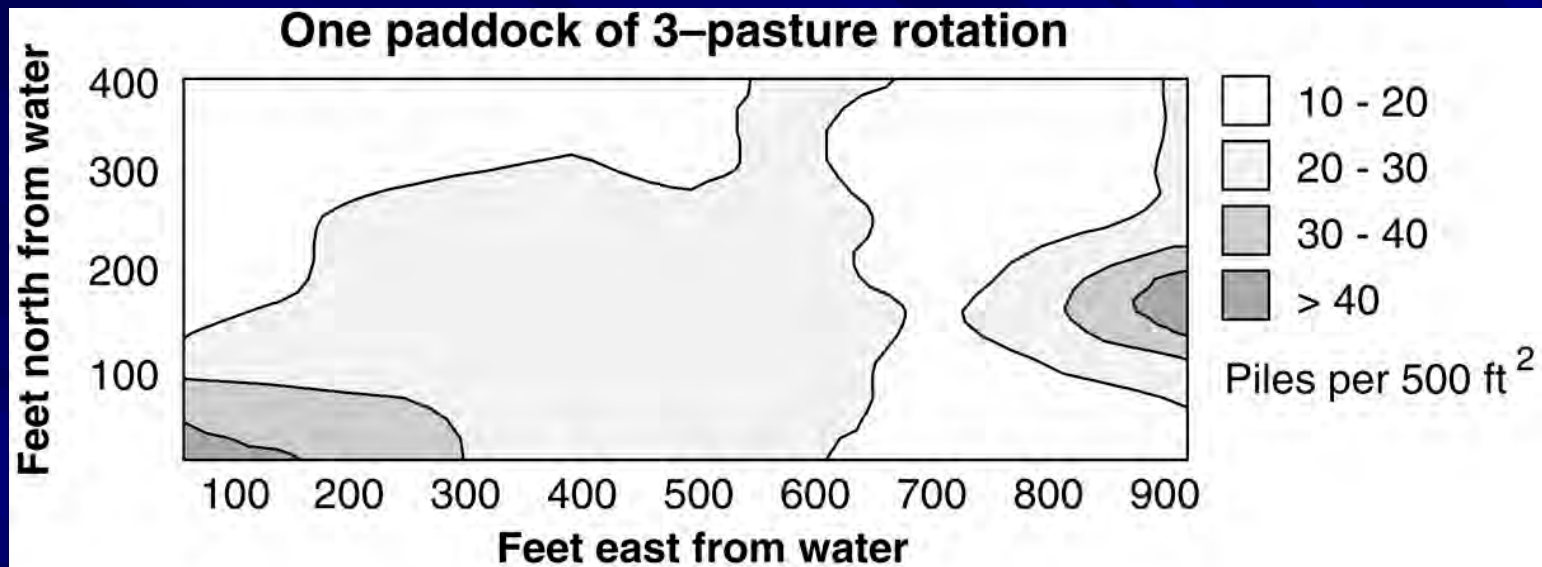 One paddock of 3–pasture rotation
Feet north from water
400
300
200
100
100 200 300 400 500 600 700 800 900
Feet east from water
10 - 20
20 - 30
30 - 40
> 40
Piles per 500 ft 2